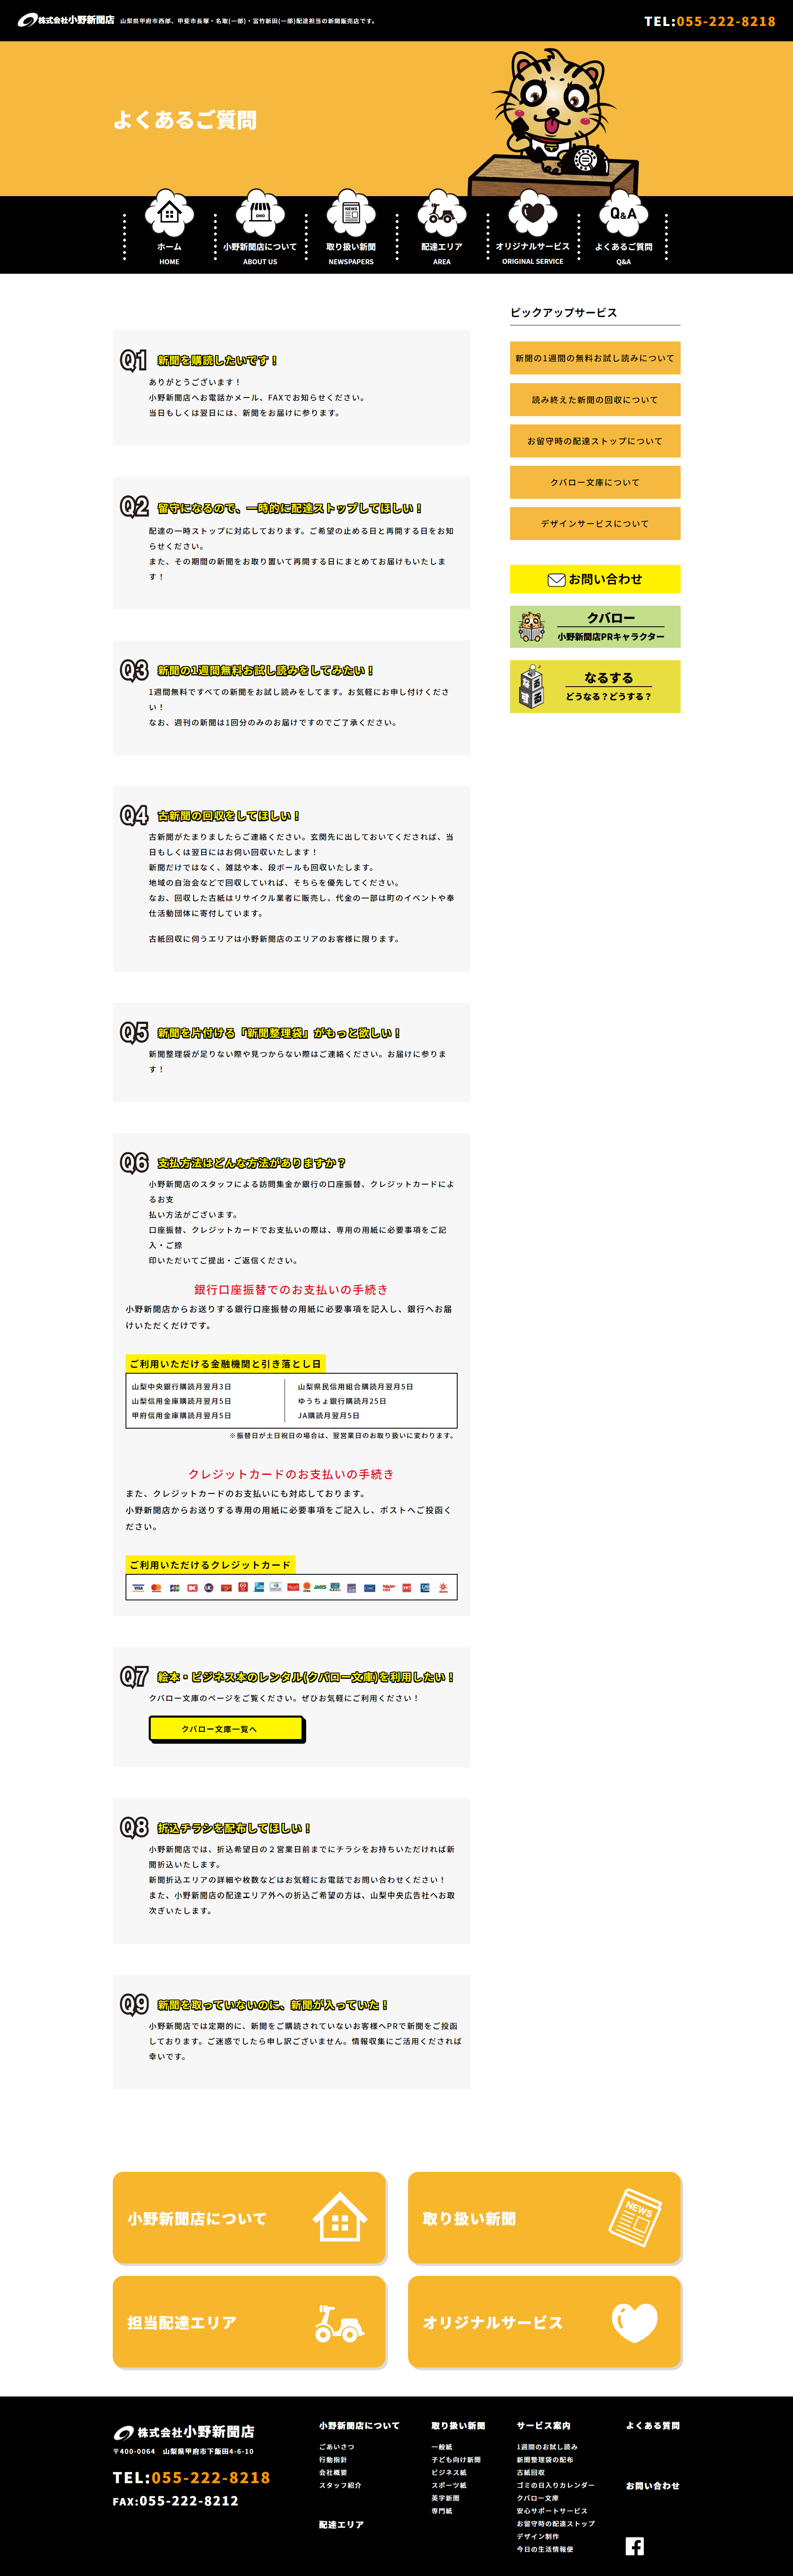 株式会社小野新聞店 山梨県甲府市西部、甲斐市長塚・名取(一部)・富竹新田(一部)配達担当の新聞販売店です。
TEL:055-222-8218
よくあるご質問
ホーム
HOME
ONO
小野新聞店について
ABOUT US
NEWS
取り扱い新聞
NEWSPAPERS
配達エリア
AREA
オリジナルサービス
ORIGINAL SERVICE
Q&A
よくあるご質問
Q&A
Q1 新聞を購読したいです！
ありがとうございます！
小野新聞店へお電話かメール、FAXでお知らせください。
当日もしくは翌日には、新聞をお届けに参ります。
Q2 留守になるので、一時的に配達ストップしてほしい！
配達の一時ストップに対応しております。ご希望の止める日と再開する日をお知
らせください。
また、その期間の新聞をお取り置いて再開する日にまとめてお届けもいたしま
す！
Q3 新聞の1週間無料お試し読みをしてみたい！
1週間無料ですべての新聞をお試し読みをしてます。お気軽にお申し付けくださ
い！
なお、週刊の新聞は1回分のみのお届けですのでご了承ください。
Q4 古新聞の回収をしてほしい！
古新聞がたまりましたらご連絡ください。玄関先に出しておいてくだされば、当
日もしくは翌日にはお伺い回収いたします！
新聞だけではなく、雑誌や本、段ボールも回収いたします。
地域の自治会などで回収していれば、そちらを優先してください。
なお、回収した古紙はリサイクル業者に販売し、代金の一部は町のイベントや奉
仕活動団体に寄付しています。
古紙回収に伺うエリアは小野新聞店のエリアのお客様に限ります。
Q5 新聞を片付ける「新聞整理袋」がもっと欲しい！
新聞整理袋が足りない際や見つからない際はご連絡ください。お届けに参りま
す！
Q6 支払方法はどんな方法がありますか？
小野新聞店のスタッフによる訪問集金か銀行の口座振替、クレジットカードによ
るお支
払い方法がございます。
口座振替、クレジットカードでお支払いの際は、専用の用紙に必要事項をご記
入・ご捺
印いただいてご提出・ご返信ください。
銀行口座振替でのお支払いの手続き
小野新聞店からお送りする銀行口座振替の用紙に必要事項を記入し、銀行へお届
けいただくだけです。
ご利用いただける金融機関と引き落とし日
山梨中央銀行購読月翌月3日
山梨信用金庫購読月翌月5日
甲府信用金庫購読月翌月5日
山梨県民信用組合購読月翌月5日
ゆうちょ銀行購読月25日
JA購読月翌月5日
※振替日が土日祝日の場合は、翌営業日のお取り扱いに変わります。
クレジットカードのお支払いの手続き
また、クレジットカードのお支払いにも対応しております。
小野新聞店からお送りする専用の用紙に必要事項をご記入し、ポストへご投函く
ださい。
ご利用いただけるクレジットカード
VISA
JCB
Q7 絵本・ビジネス本のレンタル(クバロー文庫)を利用したい！
クバロー文庫のページをご覧ください。ぜひお気軽にご利用ください！
クバロー文庫一覧へ
Q8 折込チラシを配布してほしい！
小野新聞店では、折込希望日の２営業日前までにチラシをお持ちいただければ新
聞折込いたします。
新聞折込エリアの詳細や枚数などはお気軽にお電話でお問い合わせください！
また、小野新聞店の配達エリア外への折込ご希望の方は、山梨中央広告社へお取
次ぎいたします。
Q9 新聞を取っていないのに、新聞が入っていた！
小野新聞店では定期的に、新聞をご購読されていないお客様へPRで新聞をご投函
しております。ご迷惑でしたら申し訳ございません。情報収集にご活用くだされば
幸いです。
ピックアップサービス
新聞の1週間の無料お試し読みについて
読み終えた新聞の回収について
お留守時の配達ストップについて
クバロー文庫について
デザインサービスについて
お問い合わせ
クバロー
小野新聞店PRキャラクター
なるする
どうなる？どうする？
小野新聞店について
取り扱い新聞
NEWS
担当配達エリア
オリジナルサービス
株式会社小野新聞店
〒400-0064 山梨県甲府市下飯田4-6-10
TEL:055-222-8218
FAX:055-222-8212
小野新聞店について
ごあいさつ
行動指針
会社概要
スタッフ紹介
配達エリア
取り扱い新聞
一般紙
子ども向け新聞
ビジネス紙
スポーツ紙
英字新聞
専門紙
サービス案内
1週間のお試し読み
新聞整理袋の配布
古紙回収
ゴミの日入りカレンダー
クバロー文庫
安心サポートサービス
お留守時の配達ストップ
デザイン制作
今日の生活情報便
よくある質問
お問い合わせ